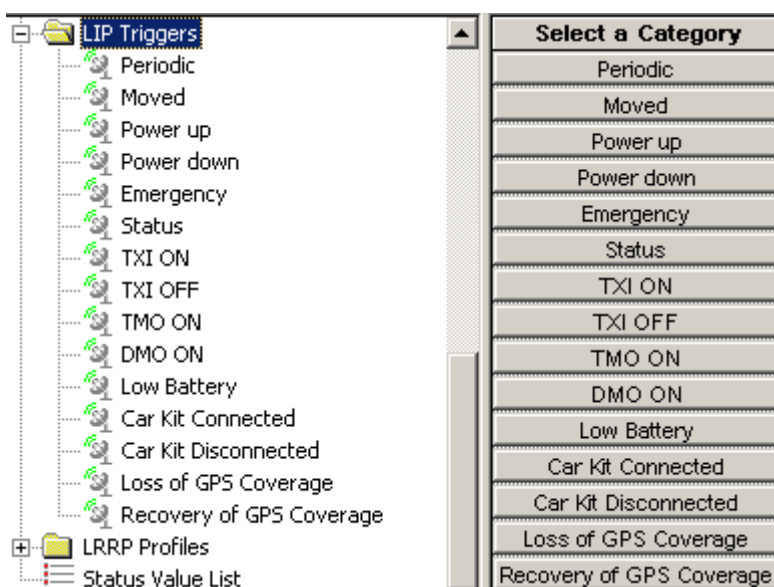 LIP Triggers
Periodic
Moved
Power up
Power down
Emergency
Status
TXI ON
TXI OFF
TMO ON
DMO ON
Low Battery
Car Kit Connected
Car Kit Disconnected
Loss of GPS Coverage
Recovery of GPS Coverage
LRRP Profiles
Status Value List
Select a Category
Periodic
Moved
Power up
Power down
Emergency
Status
TXI ON
TXI OFF
TMO ON
DMO ON
Low Battery
Car Kit Connected
Car Kit Disconnected
Loss of GPS Coverage
Recovery of GPS Coverage